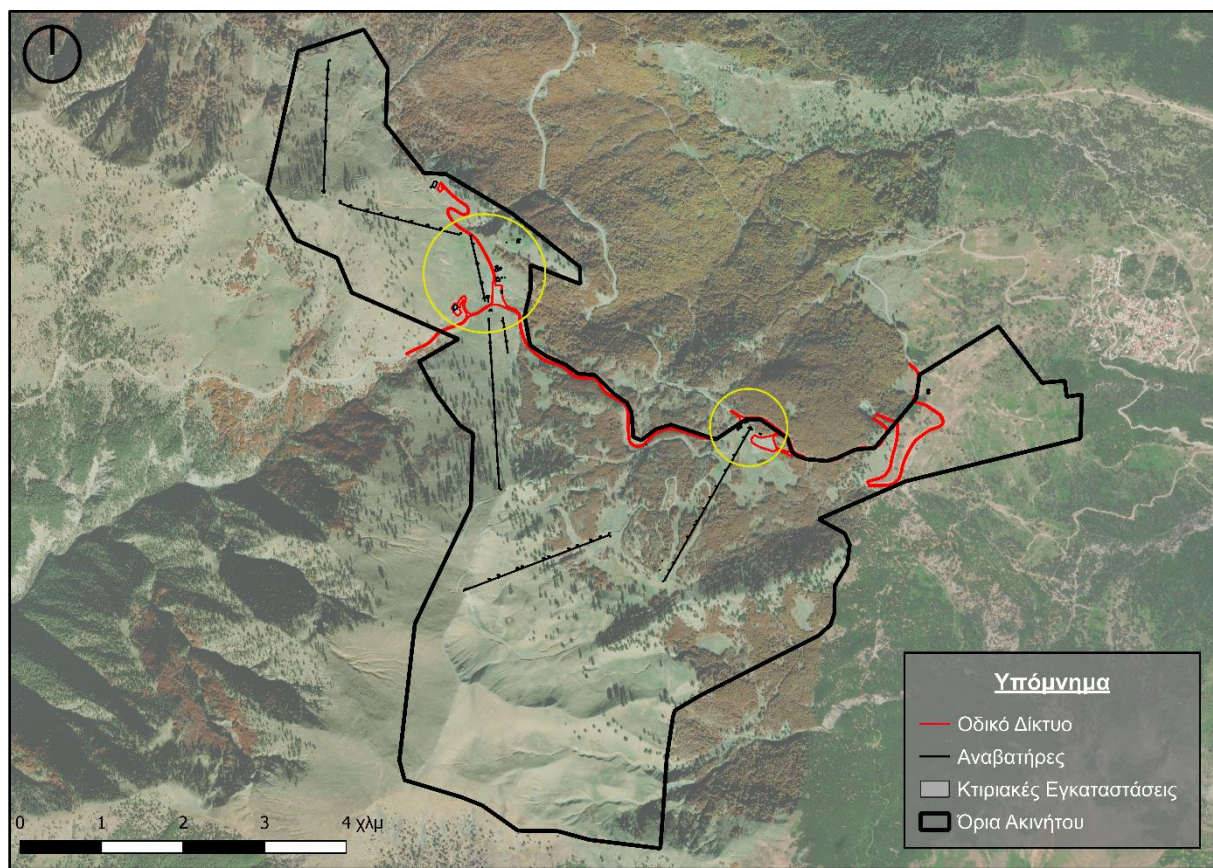 Υπόμνημα
Οδικό Δίκτυο
Αναβατήρες
Κτιριακές Εγκαταστάσεις
Όρια Ακινήτου
0 1 2 3 4 χλμ